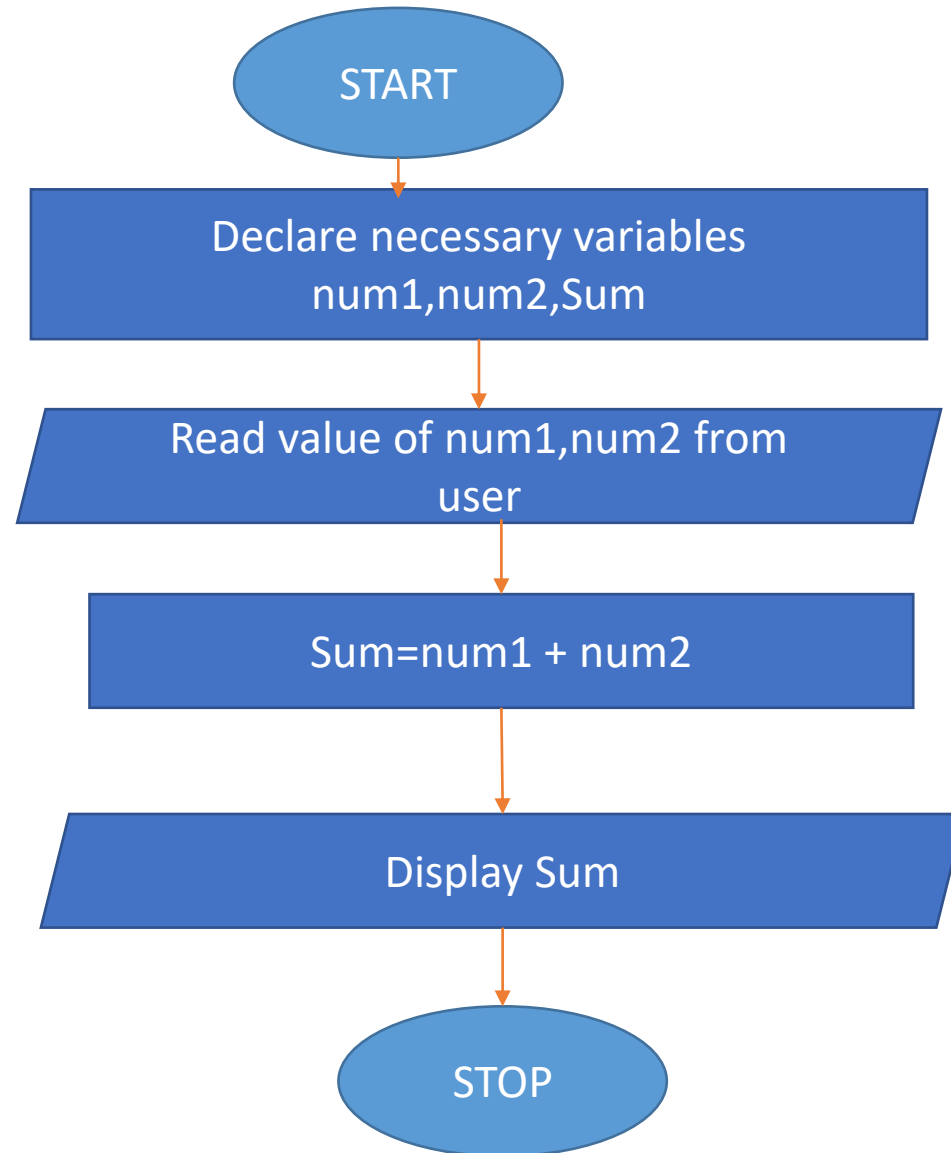 START
Declare necessary variables
num1,num2,Sum
Read value of num1,num2 from
user
Sum=num1 + num2
Display Sum
STOP